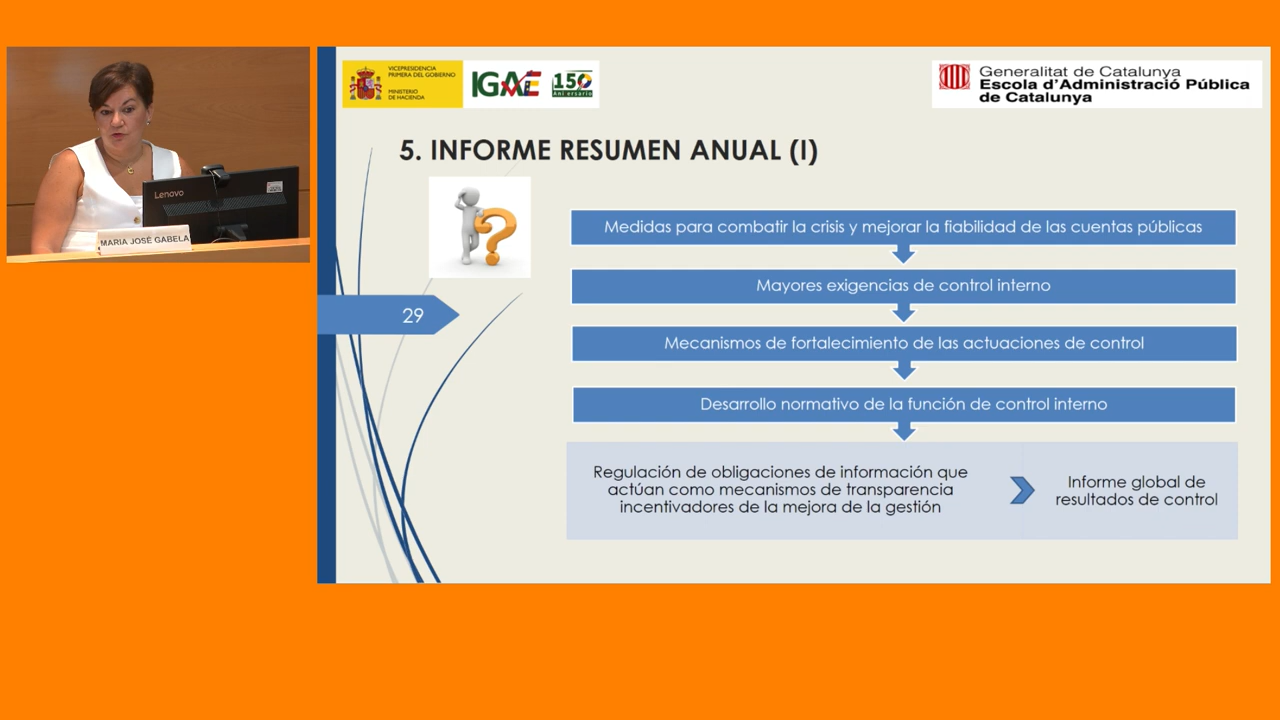 Lenovo
MARIA JOSÉ GABELA
VICEPRESIDENCIA
PRIMERA DEL GOBIERNO
MINISTERIO
DE HACIENDA
IGAE
150
Aniversario
Generalitat de Catalunya
Escola d'Administració Pública
de Catalunya
5. INFORME RESUMEN ANUAL (I)
29
Medidas para combatir la crisis y mejorar la fiabilidad de las cuentas públicas
Mayores exigencias de control interno
Mecanismos de fortalecimiento de las actuaciones de control
Desarrollo normativo de la función de control interno
Regulación de obligaciones de información que
actúan como mecanismos de transparencia
incentivadores de la mejora de la gestión
Informe global de
resultados de control